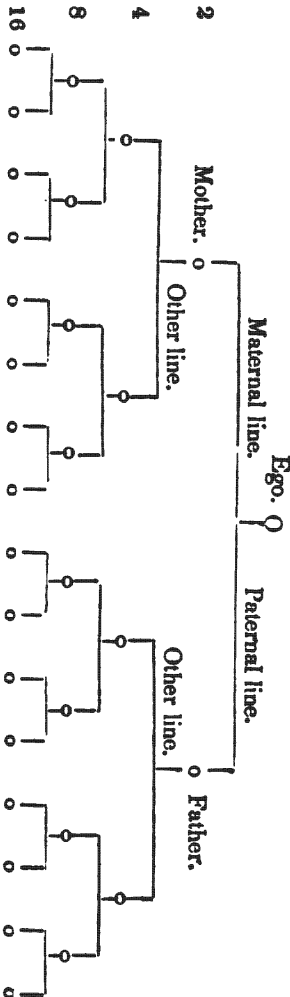 Ego.
Maternal line.
Paternal line.
2
Mother.
Father.
Other line.
Other line.
4
8
16